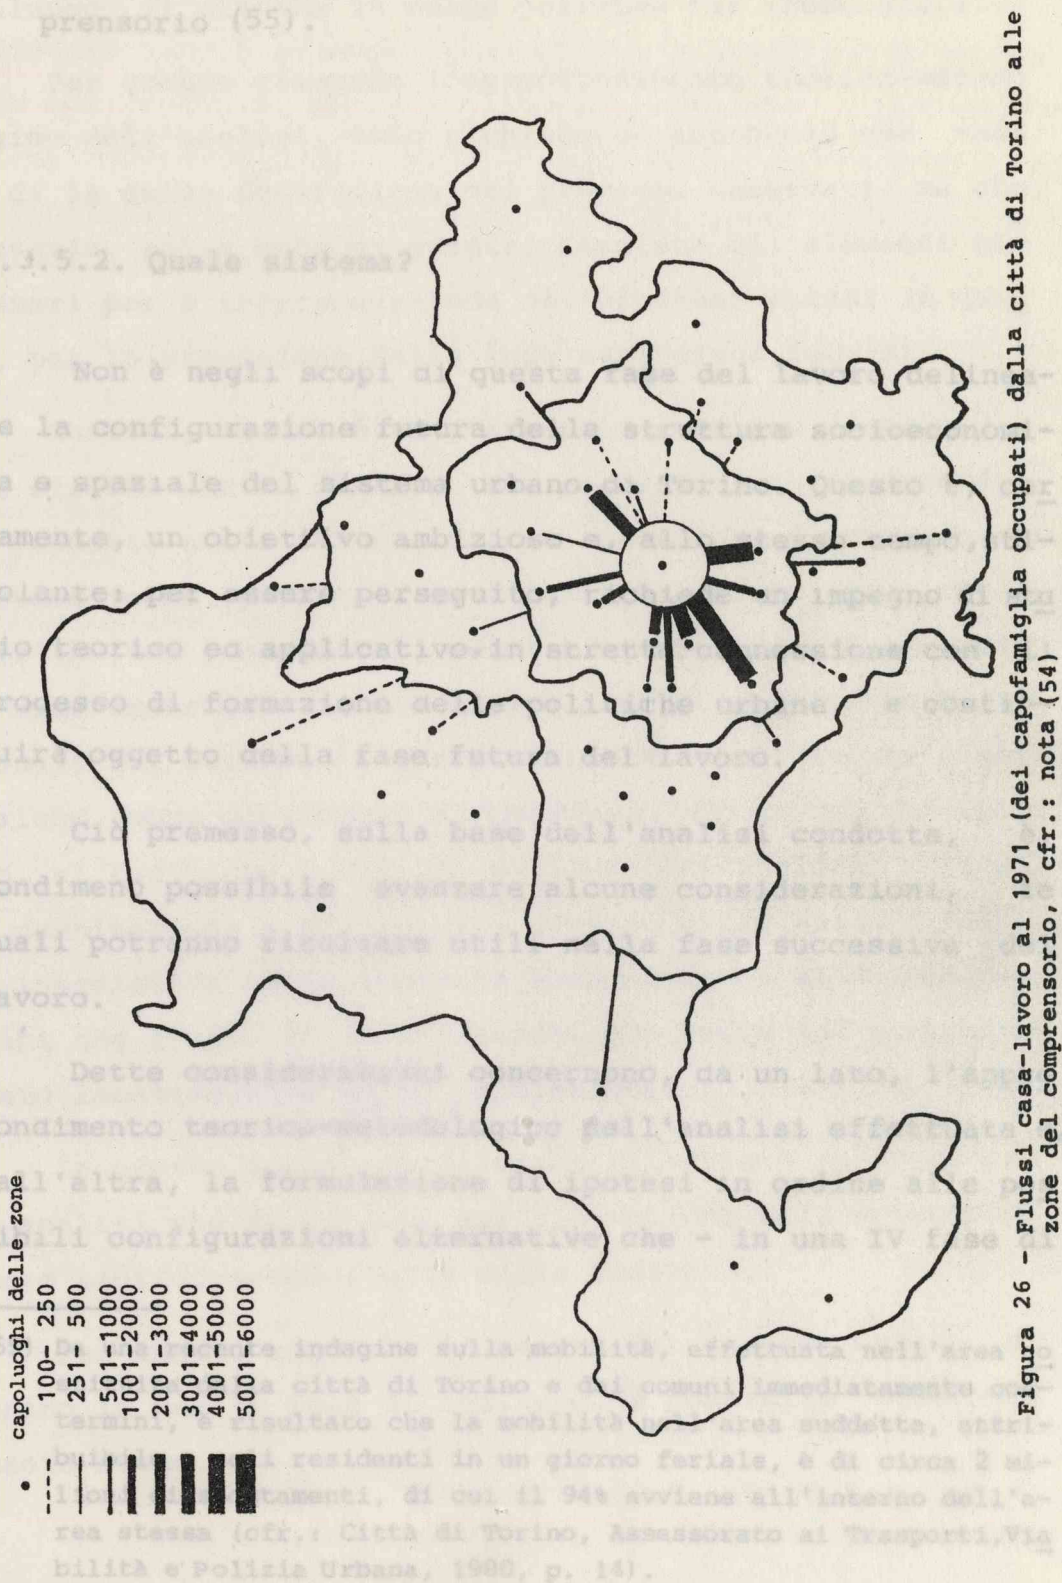 prensorio (55).
.3.5.2. Quale sistema?
Non è negli scopi di questa fase del lavoro delinea-
e la configurazione futura della struttura socioeconomi-
a e spaziale del sistema urbano di Torino. Questo è, cer
amente, un obiettivo ambizioso e, allo stesso tempo, sti-
olante: per essere perseguito, richiede un impegno di stu
io teorico ed applicativo in stretta connessione con il
rocesso di formazione delle politiche urbane, e costi-
uirà oggetto della fase futura del lavoro.
Ciò premesso, sulla base dell'analisi condotta, è
ondimeno possibile avanzare alcune considerazioni, le
uali potranno risultare utili nella fase successiva del
avoro.
Dette considerazioni concernono, da un lato, l'appro
ondimento teorico-metodologico dell'analisi effettuata e
all'altra, la formulazione di ipotesi in ordine alle pos
ibili configurazioni alternative che - in una IV fase di
Da una recente indagine sulla mobilità, effettuata nell'area
della città di Torino e dei comuni immediatamente con-
termini, è risultato che la mobilità nell'area suddetta, attri-
buibile ai soli residenti in un giorno feriale, è di circa 2 mi-
lioni di spostamenti, di cui il 94% avviene all'interno dell'a-
rea stessa (cfr.: Città di Torino, Assessorato ai Trasporti, Via
bilità e Polizia Urbana, 1980, p. 14).
capoluoghi delle zone
100- 250
251- 500
501-1000
1001-2000
2001-3000
3001-4000
4001-5000
5001-6000
Figura 26 - Flussi casa-lavoro al 1971 (dei capofamiglia occupati) dalla città di Torino alle
zone del comprensorio, cfr.: nota (54)